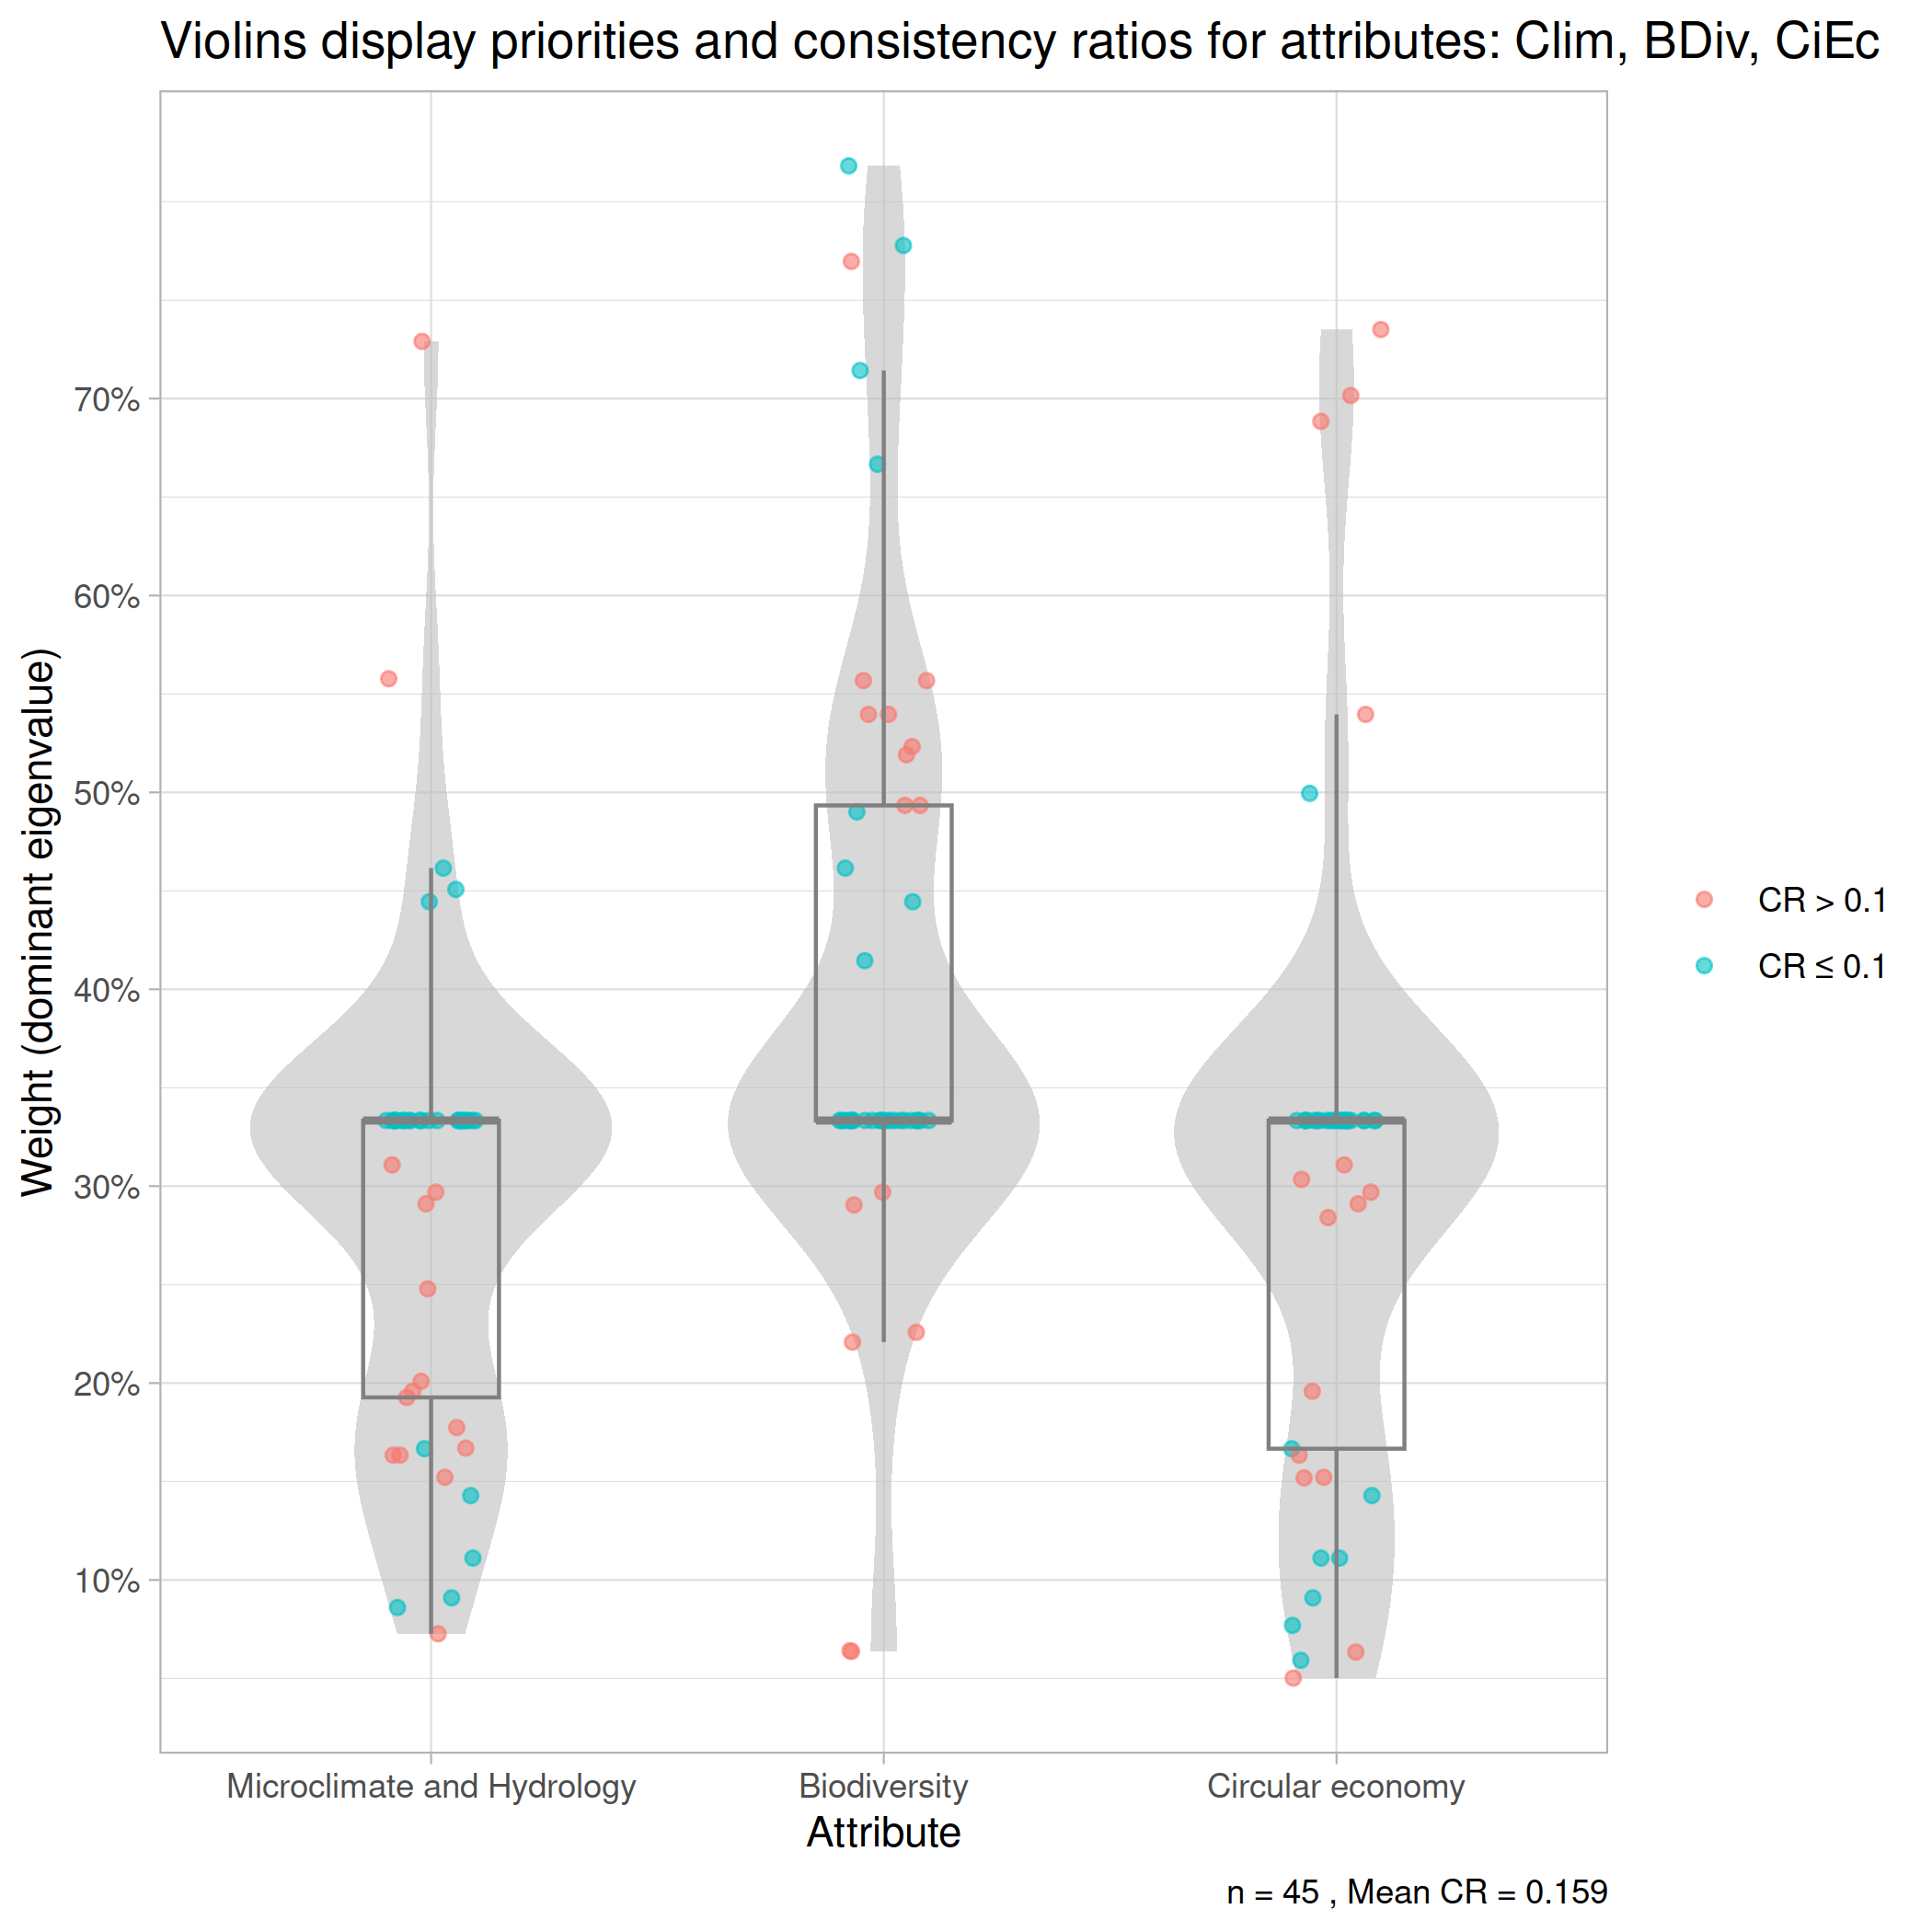 Violins display priorities and consistency ratios for attributes: Clim, BDiv, CiEc
Weight (dominant eigenvalue)
70%
60%
50%
40%
30%
20%
10%
CR > 0.1
CR ≤ 0.1
Microclimate and Hydrology
Biodiversity
Circular economy
Attribute
n = 45 , Mean CR = 0.159